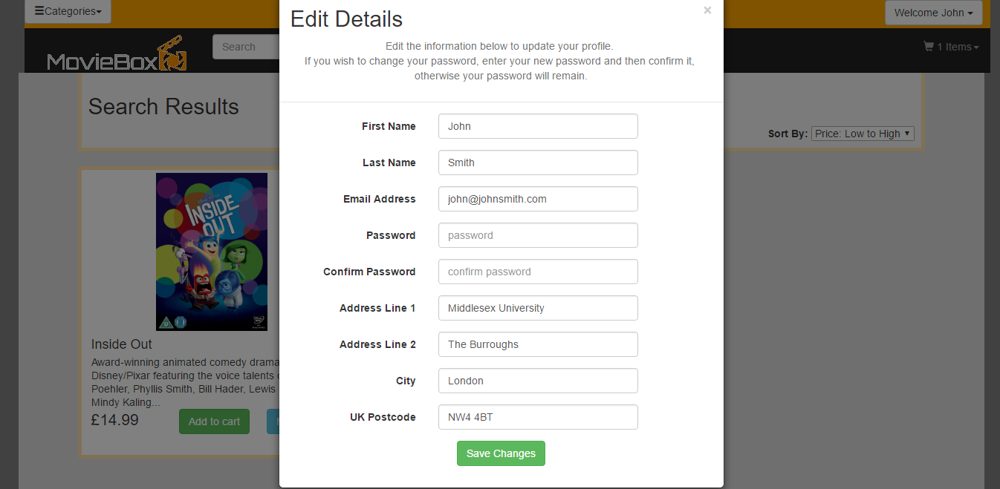 Categories
Welcome John
MovieBox
Search
1 Items
Edit Details
×
Edit the information below to update your profile.
If you wish to change your password, enter your new password and then confirm it,
otherwise your password will remain.
Search Results
Sort By: Price: Low to High
First Name John
Last Name Smith
Email Address john@johnsmith.com
Password password
Confirm Password confirm password
Address Line 1 Middlesex University
Address Line 2 The Burroughs
City London
UK Postcode NW4 4BT
Save Changes
INSIDE
OUT
U
Inside Out
Award-winning animated comedy drama
Disney/Pixar featuring the voice talents
Poehler, Phyllis Smith, Bill Hader, Lewis
Mindy Kaling...
£14.99
Add to cart